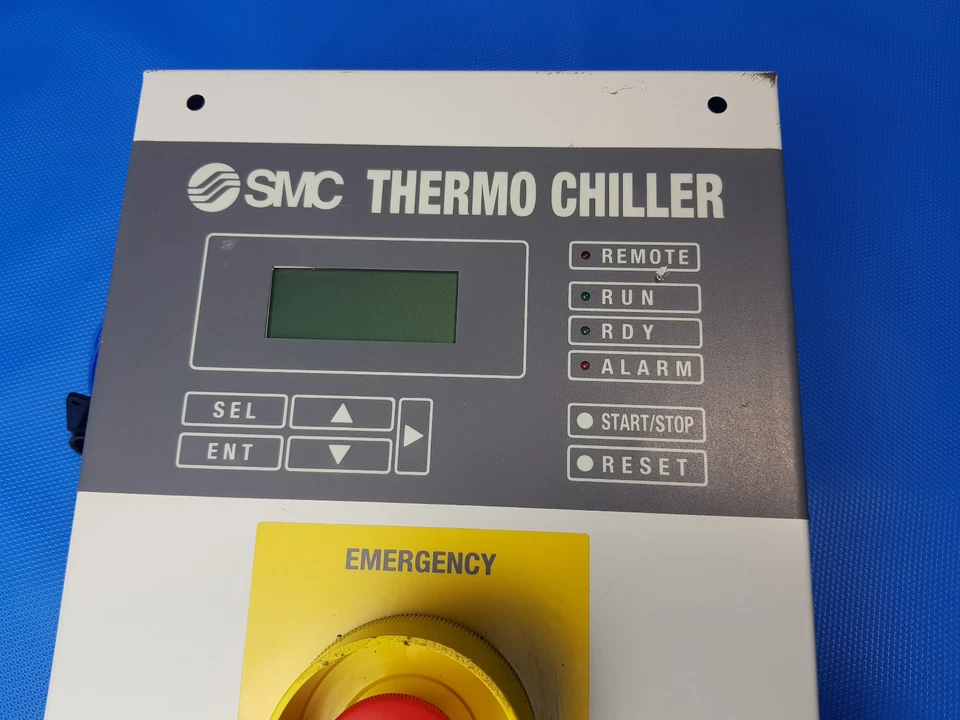 SMC THERMO CHILLER
REMOTE
RUN
RDY
ALARM
SEL
ENT
START/STOP
RESET
EMERGENCY